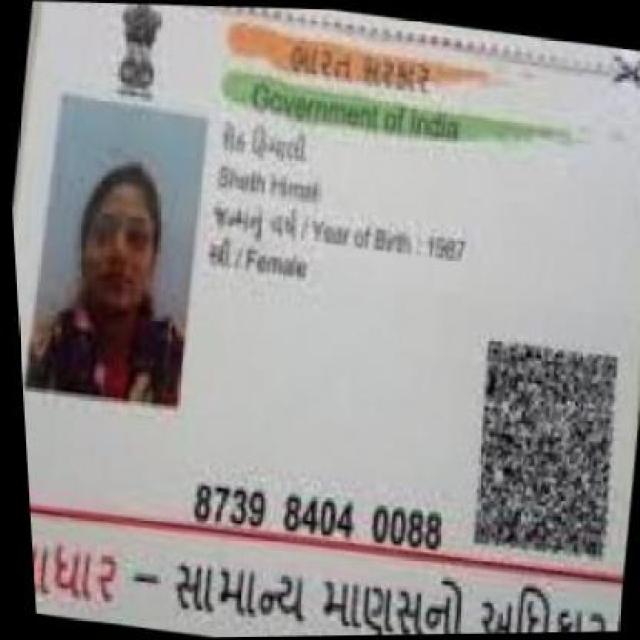 ભારત સરકાર
Government of India
શેઠ હિમાલી
Sheth Himali
જન્મનું વર્ષ / Year of Birth : 1987
સ્ત્રી / Female
8739 8404 0088
ાધાર – સામાન્ય માણસનો અધિકાર